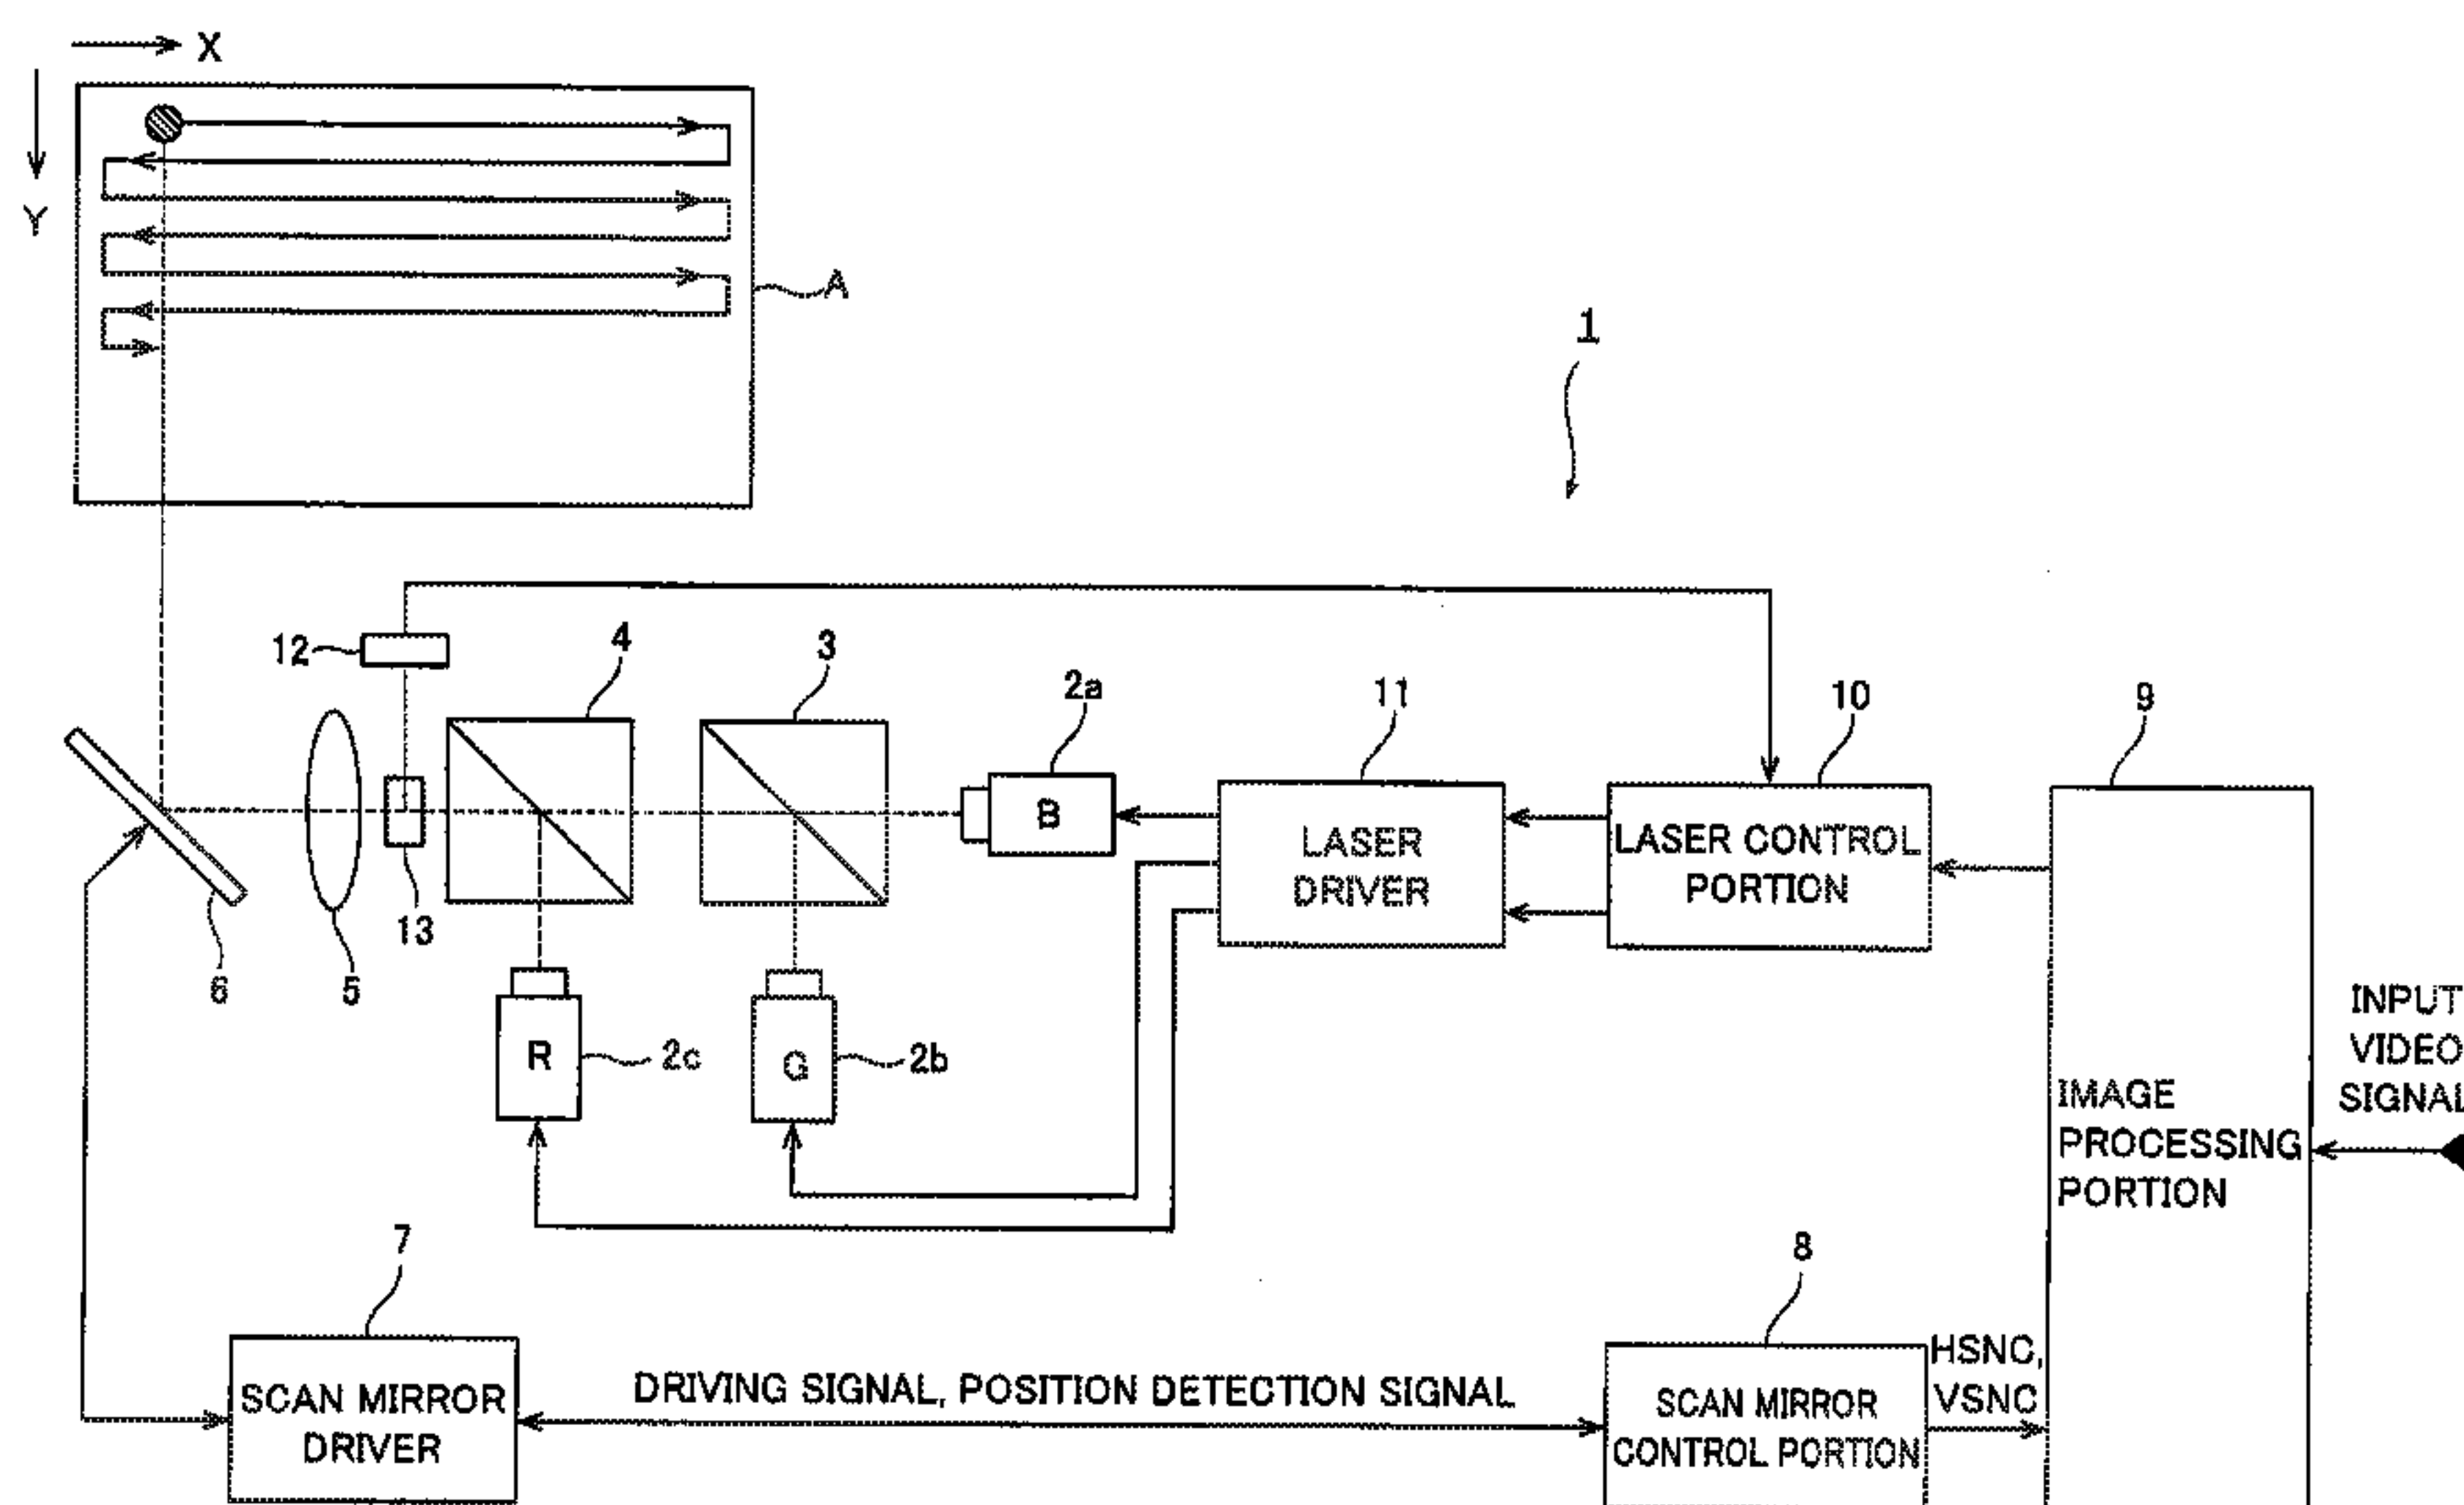 X
Y
A
1
12
4
3
2a
11
10
9
B
LASER
DRIVER
LASER CONTROL
PORTION
6
5
13
R
2c
G
2b
INPUT
VIDEO
SIGNAL
IMAGE
PROCESSING
PORTION
7
8
SCAN MIRROR
DRIVER
DRIVING SIGNAL, POSITION DETECTION SIGNAL
SCAN MIRROR
CONTROL PORTION
HSNC,
VSNC